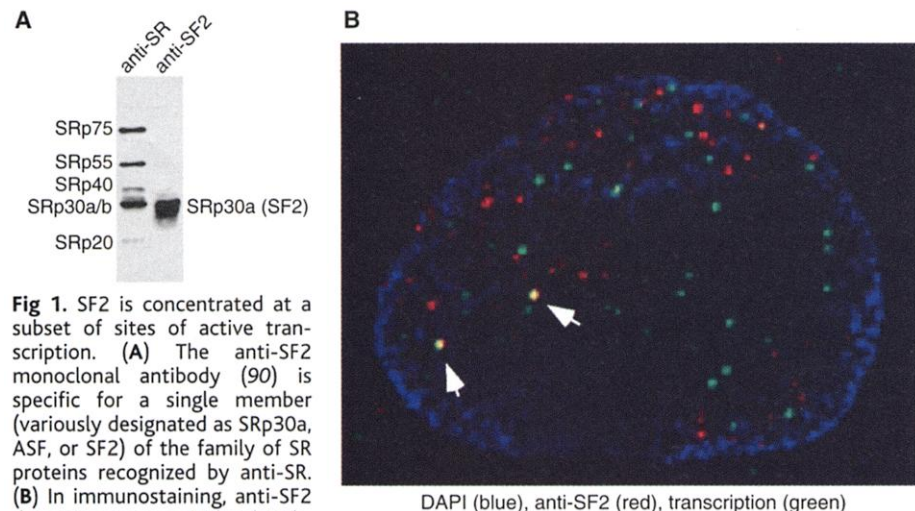 A
anti-SR
anti-SF2
SRp75
SRp55
SRp40
SRp30a/b
SRp30a (SF2)
SRp20
Fig 1. SF2 is concentrated at a
subset of sites of active tran-
scription. (A) The anti-SF2
monoclonal antibody (90) is
specific for a single member
(variously designated as SRp30a,
ASF, or SF2) of the family of SR
proteins recognized by anti-SR.
(B) In immunostaining, anti-SF2
B
DAPI (blue), anti-SF2 (red), transcription (green)